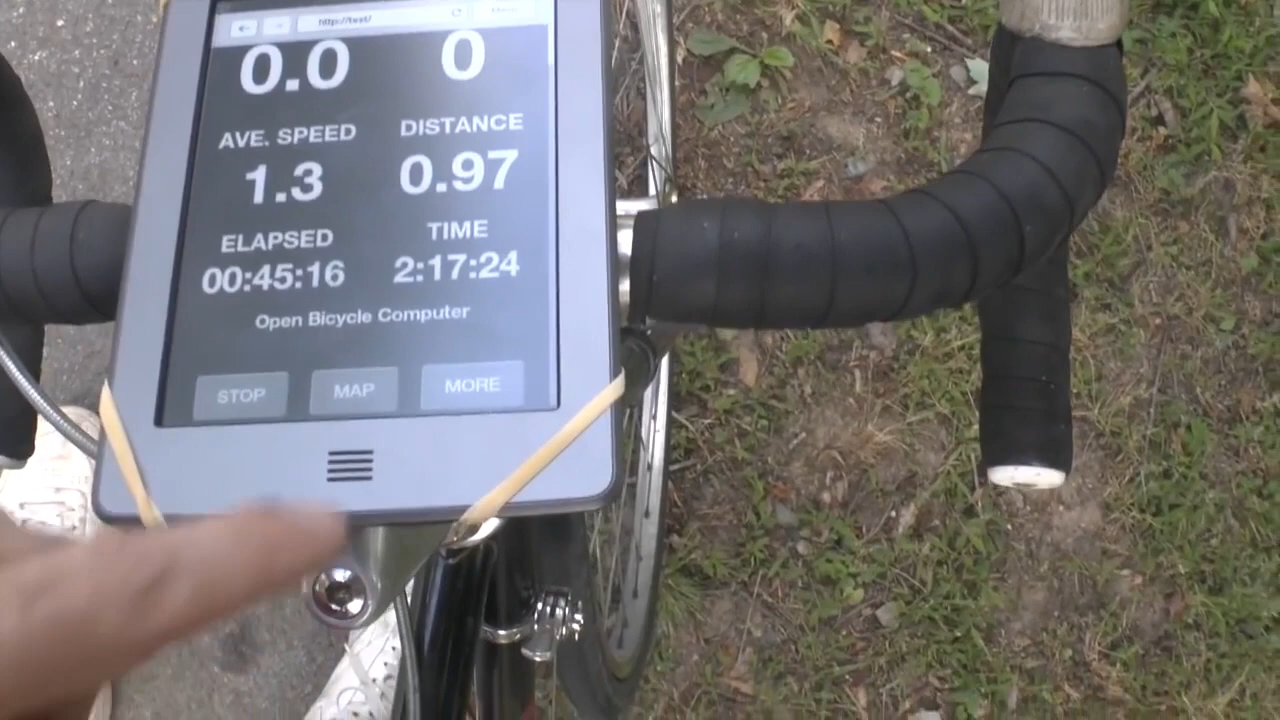 http://test/
0.0 0
AVE. SPEED DISTANCE
1.3 0.97
ELAPSED TIME
00:45:16 2:17:24
Open Bicycle Computer
STOP MAP MORE